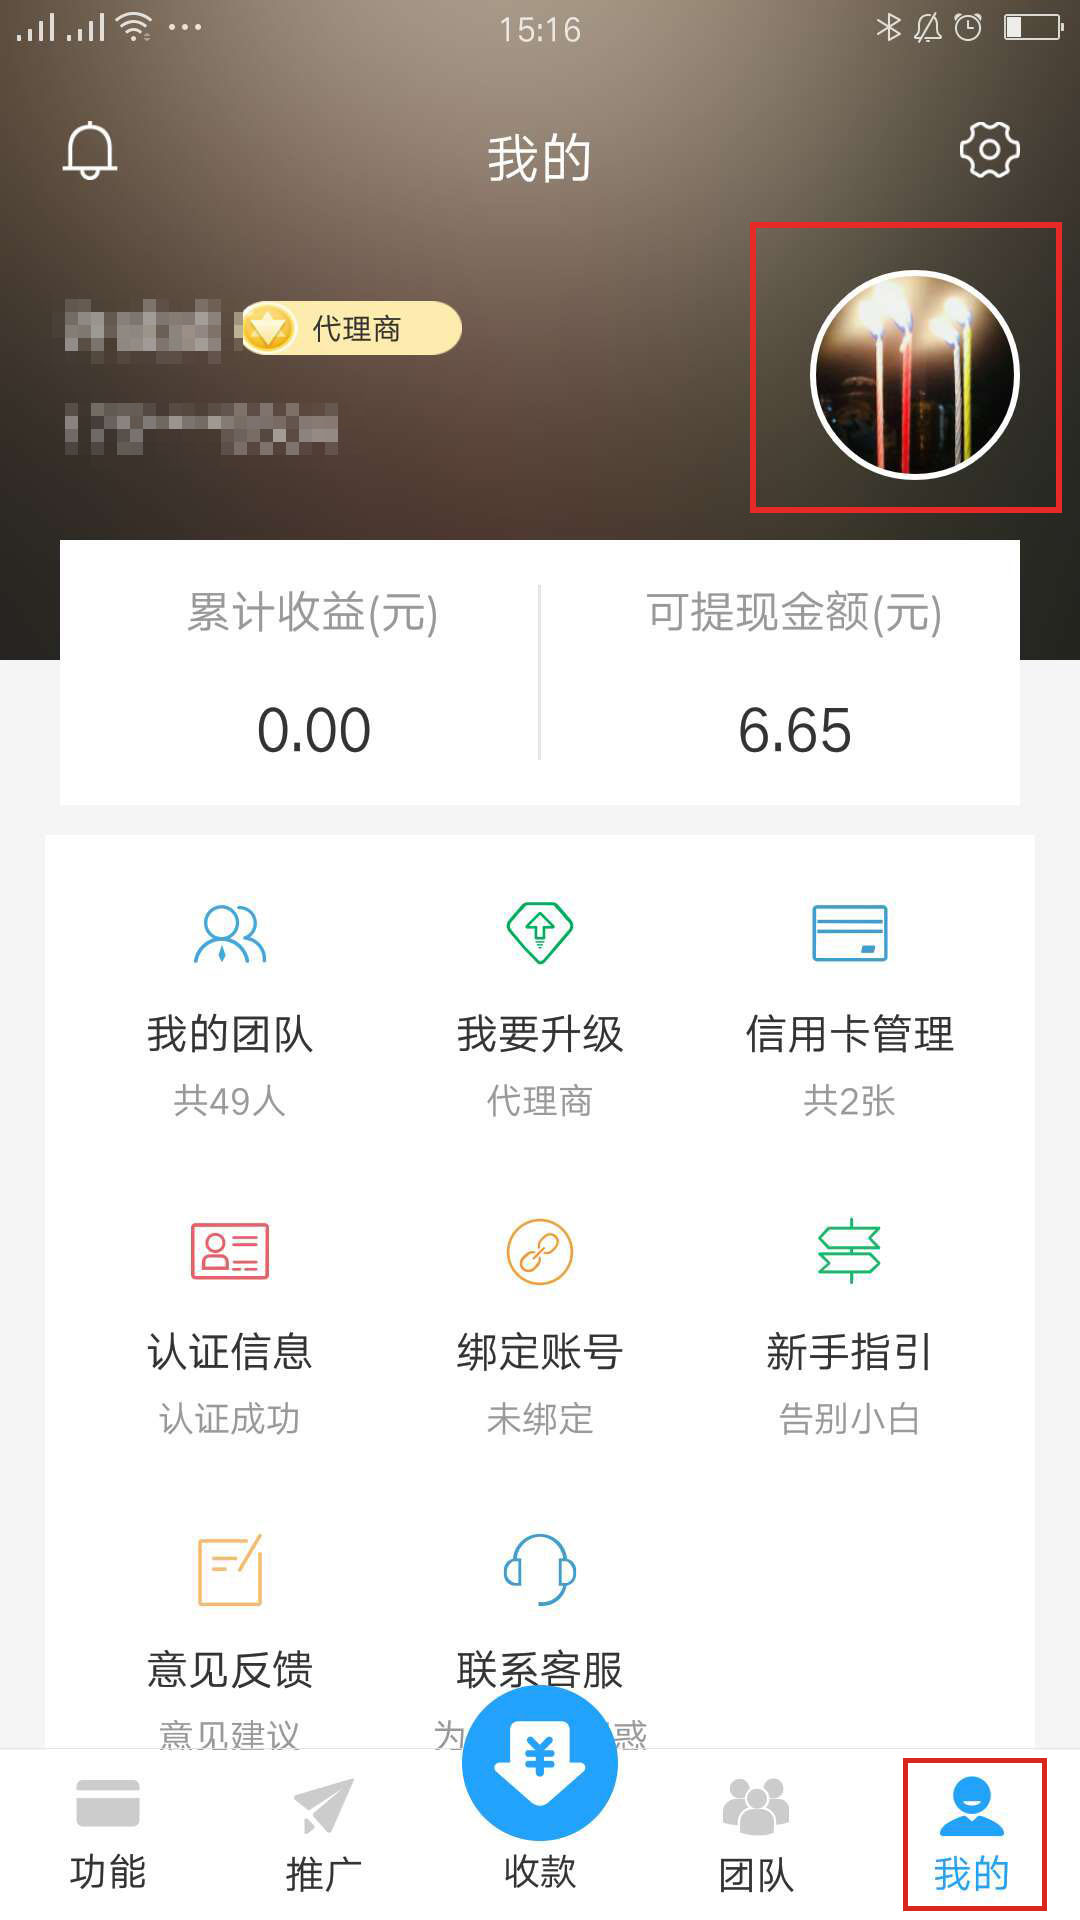 15:16
我的
代理商
累计收益(元)
可提现金额(元)
0.00
6.65
我的团队
我要升级
信用卡管理
共49人
代理商
共2张
认证信息
绑定账号
新手指引
认证成功
未绑定
告别小白
意见反馈
联系客服
意见建议
为
惑
功能
推广
收款
团队
我的